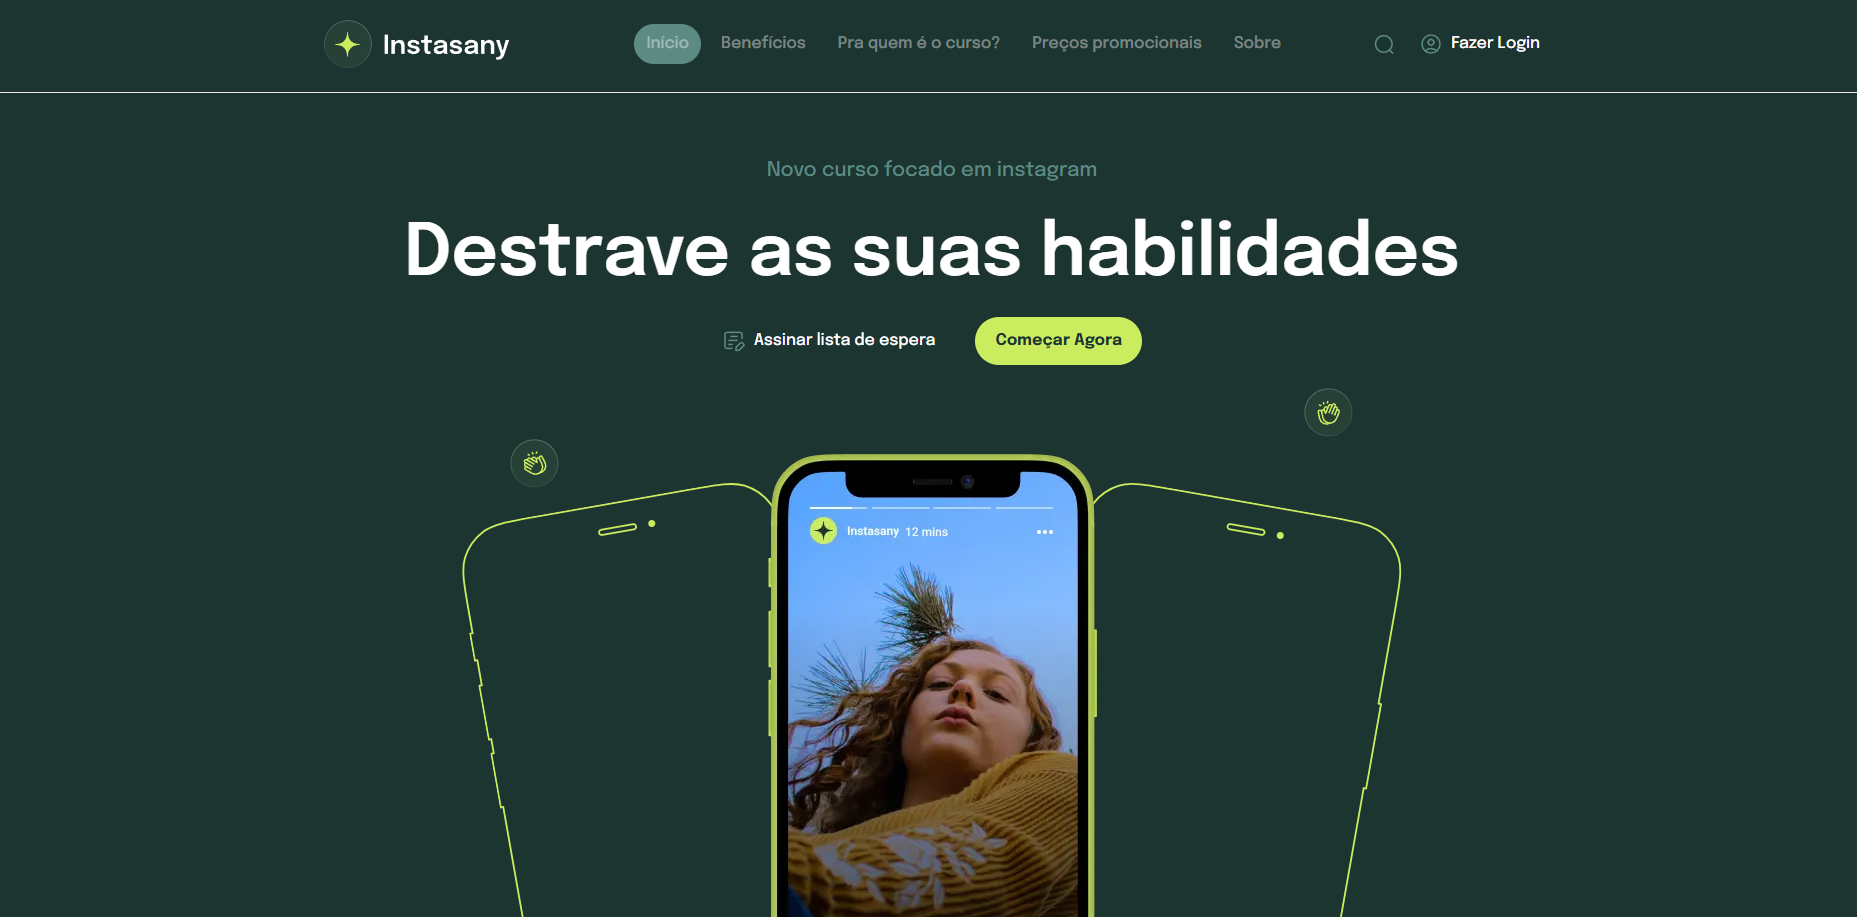 Instasany
Início
Benefícios
Pra quem é o curso?
Preços promocionais
Sobre
Fazer Login
Novo curso focado em instagram
Destrave as suas habilidades
Assinar lista de espera
Começar Agora
Instasany 12 mins